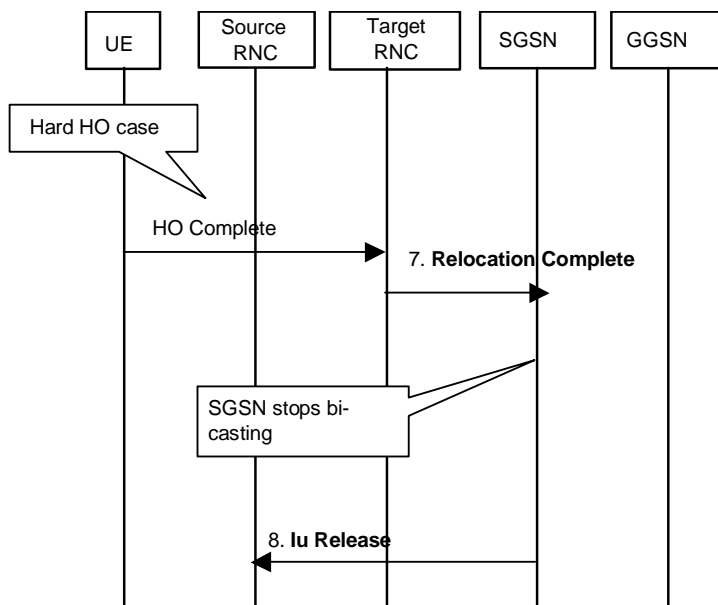 UE
Source
RNC
Target
RNC
SGSN
GGSN
Hard HO case
HO Complete
7. Relocation Complete
SGSN stops bi-
casting
8. Iu Release